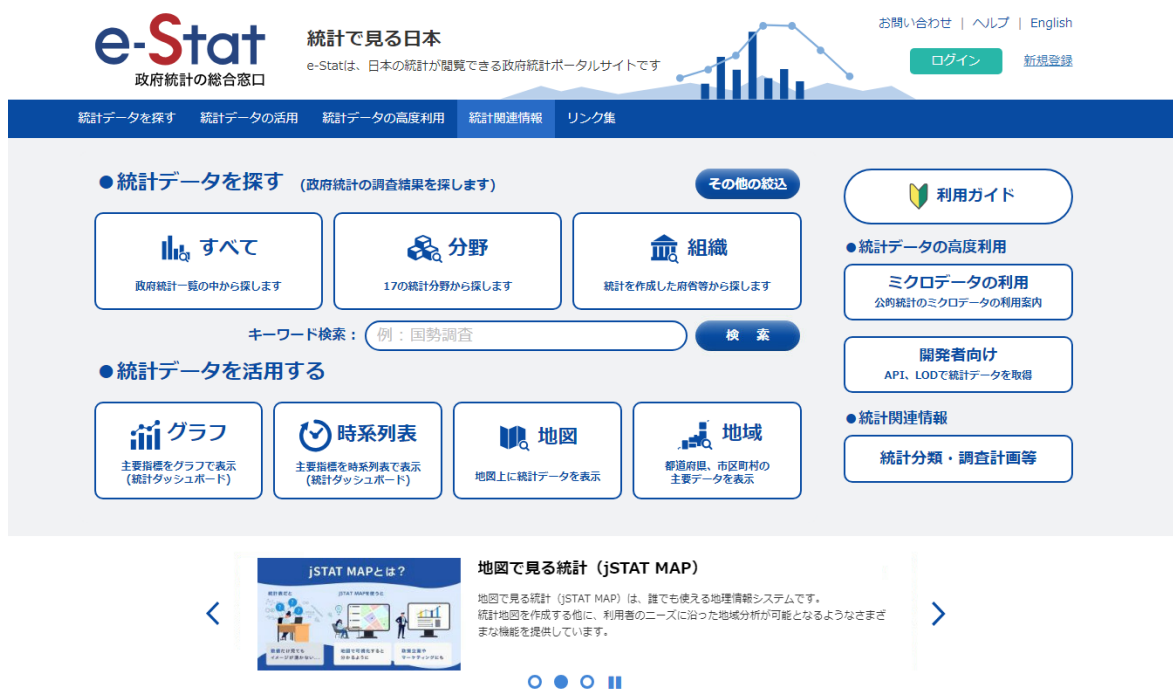 e-Stat
政府統計の総合窓口
統計で見る日本
e-Statは、日本の統計が閲覧できる政府統計ポータルサイトです
お問い合わせ | ヘルプ | English
ログイン
新規登録
統計データを探す 統計データの活用 統計データの高度利用 統計関連情報 リンク集
●統計データを探す (政府統計の調査結果を探します)
その他の絞込
すべて
政府統計一覧の中から探します
分野
17の統計分野から探します
組織
統計を作成した府省等から探します
キーワード検索：
例：国勢調査
検 索
●統計データを活用する
グラフ
主要指標をグラフで表示
(統計ダッシュボード)
時系列表
主要指標を時系列表で表示
(統計ダッシュボード)
地図
地図上に統計データを表示
地域
都道府県、市区町村の
主要データを表示
利用ガイド
●統計データの高度利用
ミクロデータの利用
公的統計のミクロデータの利用案内
開発者向け
API、LODで統計データを取得
●統計関連情報
統計分類・調査計画等
jSTAT MAPとは？
地図で見る統計（jSTAT MAP）
地図で見る統計（jSTAT MAP）は、誰でも使える地理情報システムです。
統計地図を作成する他に、利用者のニーズに沿った地域分析が可能となるようなさまざ
まな機能を提供しています。